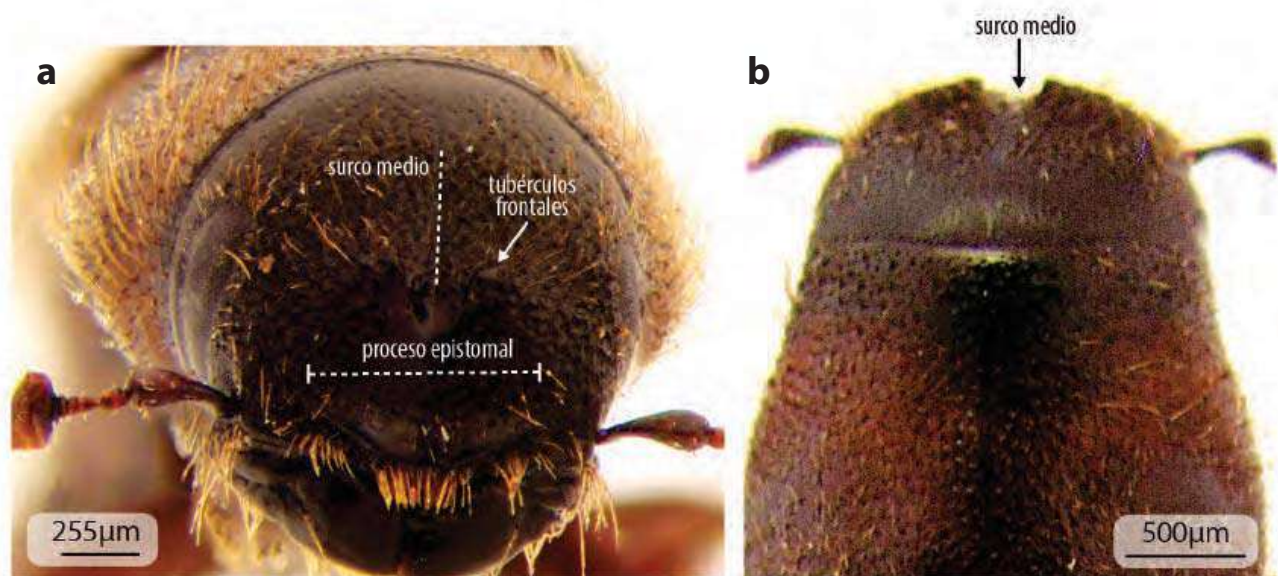 a
surco medio
tubérculos
frontales
proceso epistomal
255µm
b
surco medio
500µm